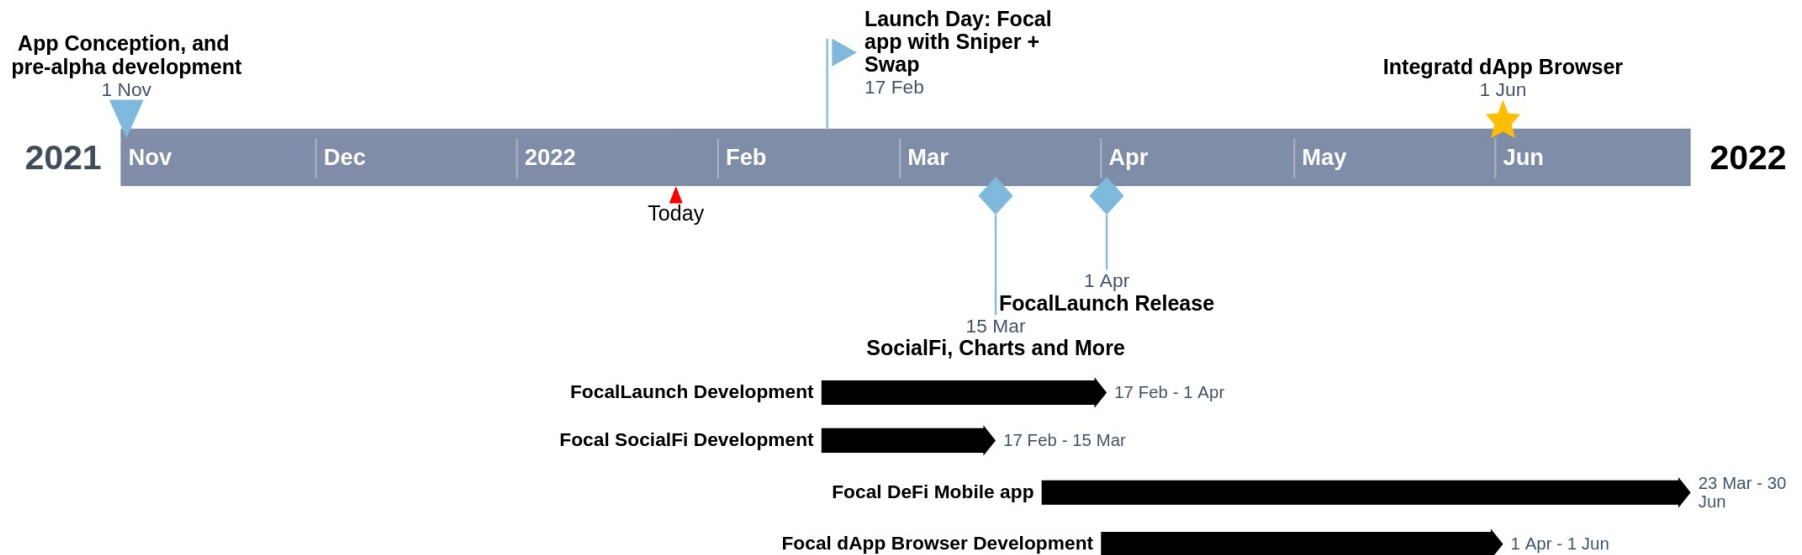 App Conception, and
pre-alpha development
1 Nov
Launch Day: Focal
app with Sniper +
Swap
17 Feb
Integratd dApp Browser
1 Jun
2021
Nov
Dec
2022
Feb
Mar
Apr
May
Jun
2022
Today
1 Apr
FocalLaunch Release
15 Mar
SocialFi, Charts and More
FocalLaunch Development
17 Feb - 1 Apr
Focal SocialFi Development
17 Feb - 15 Mar
Focal DeFi Mobile app
23 Mar - 30
Jun
Focal dApp Browser Development
1 Apr - 1 Jun